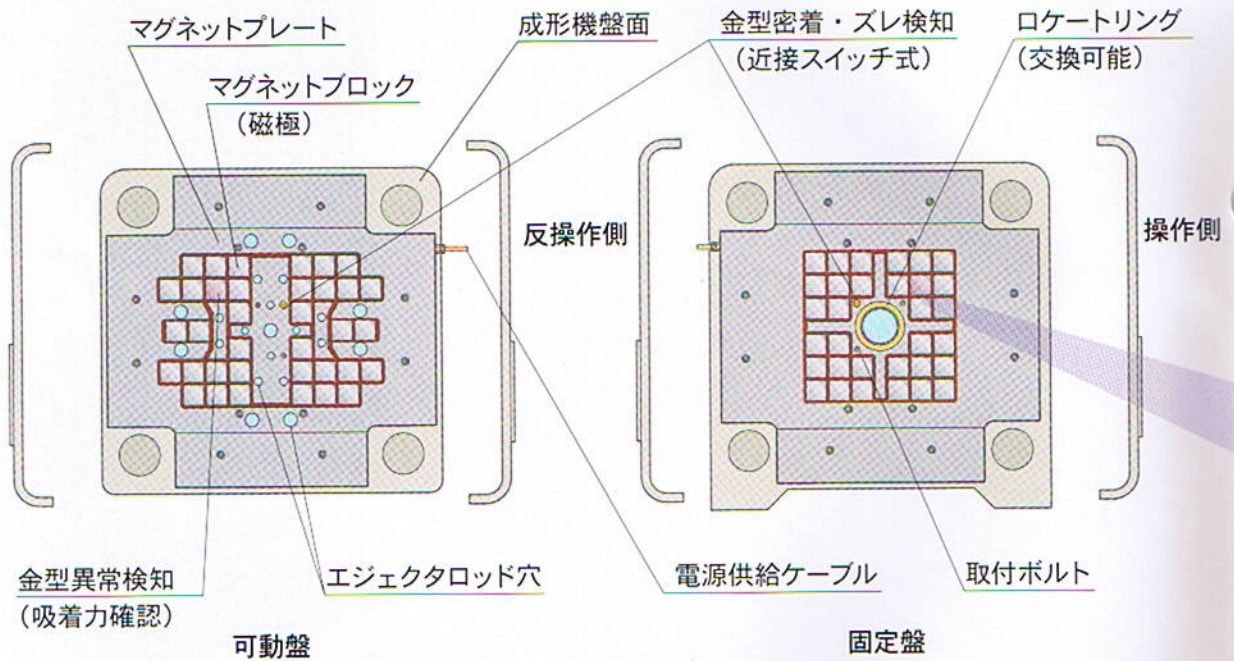 マグネットプレート
成形機盤面
金型密着・ズレ検知
(近接スイッチ式)
ロケートリング
(交換可能)
マグネットブロック
(磁極)
反操作側
操作側
金型異常検知
(吸着力確認)
エジェクタロッド穴
電源供給ケーブル
取付ボルト
可動盤
固定盤